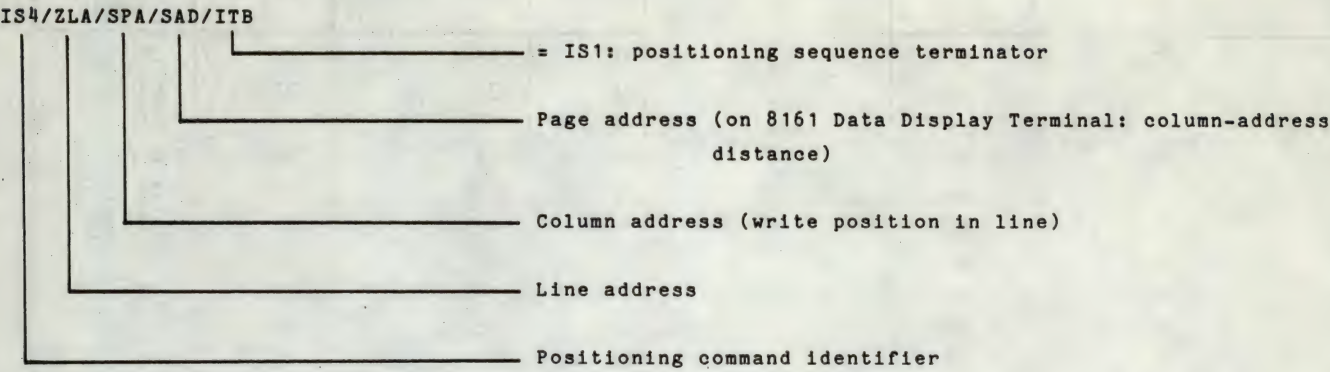 IS4/ZLA/SPA/SAD/ITB
= IS1: positioning sequence terminator
Page address (on 8161 Data Display Terminal: column-address
distance)
Column address (write position in line)
Line address
Positioning command identifier